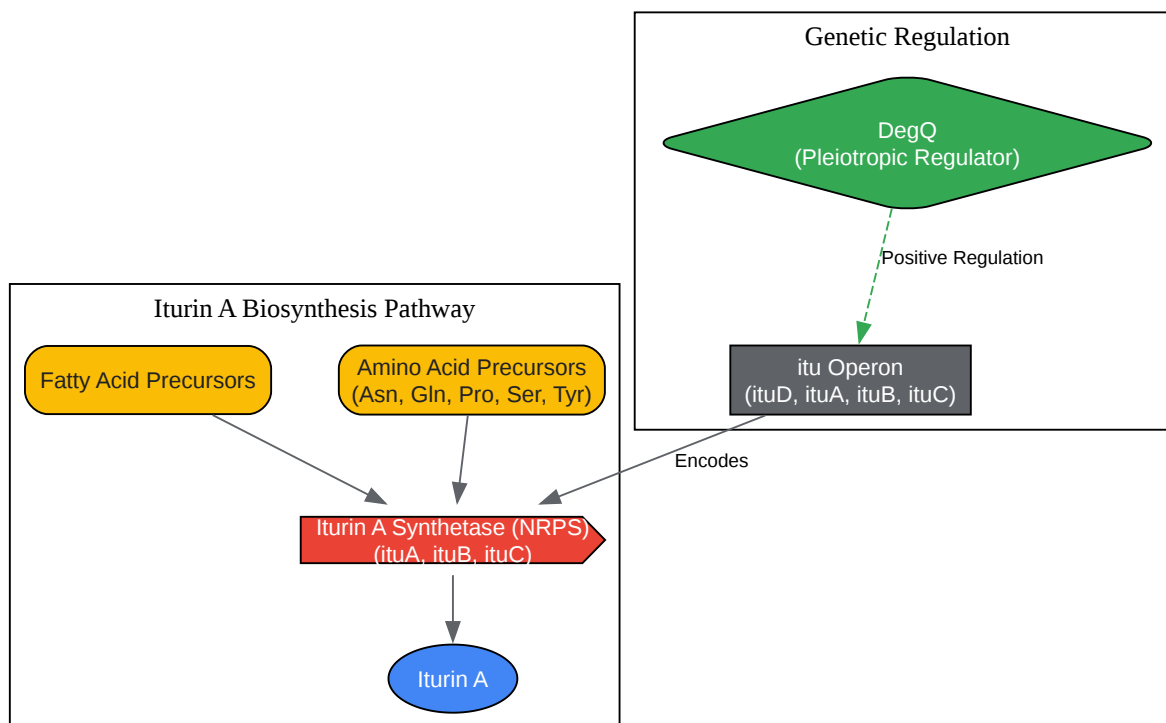 Genetic Regulation
DegQ
(Pleiotropic Regulator)
Positive Regulation
itu Operon
(ituD, ituA, ituB, ituC)
Encodes
Iturin A Biosynthesis Pathway
Fatty Acid Precursors
Amino Acid Precursors
(Asn, Gln, Pro, Ser, Tyr)
Iturin A Synthetase (NRPS)
(ituA, ituB, ituC)
Iturin A